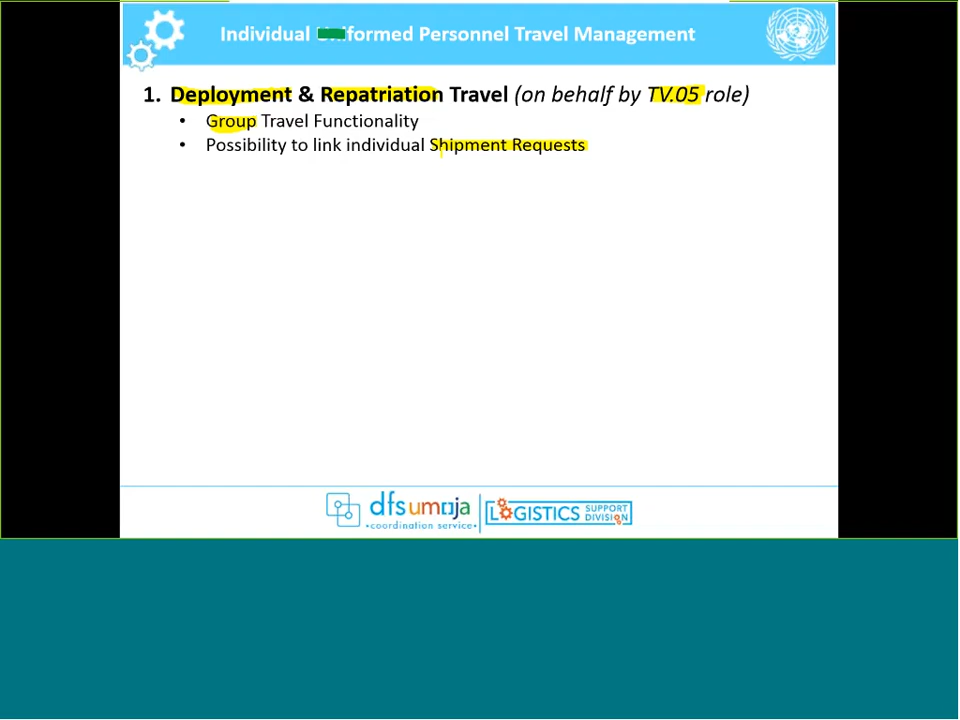 Individual Uniformed Personnel Travel Management
1. Deployment & Repatriation Travel (on behalf by TV.05 role)
• Group Travel Functionality
• Possibility to link individual Shipment Requests
dfs umoja
•coordination service•
LOGISTICS SUPPORT DIVISION